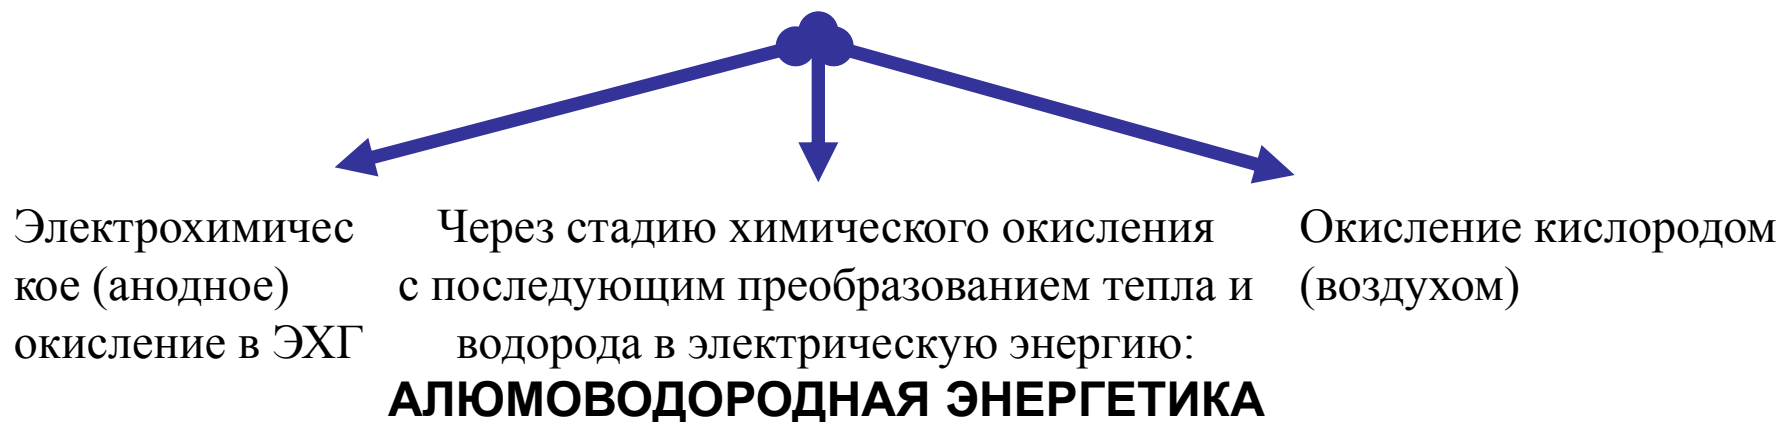 Электрохимичес
кое (анодное)
окисление в ЭХГ
Через стадию химического окисления
с последующим преобразованием тепла и
водорода в электрическую энергию:
АЛЮМОВОДОРОДНАЯ ЭНЕРГЕТИКА
Окисление кислородом
(воздухом)